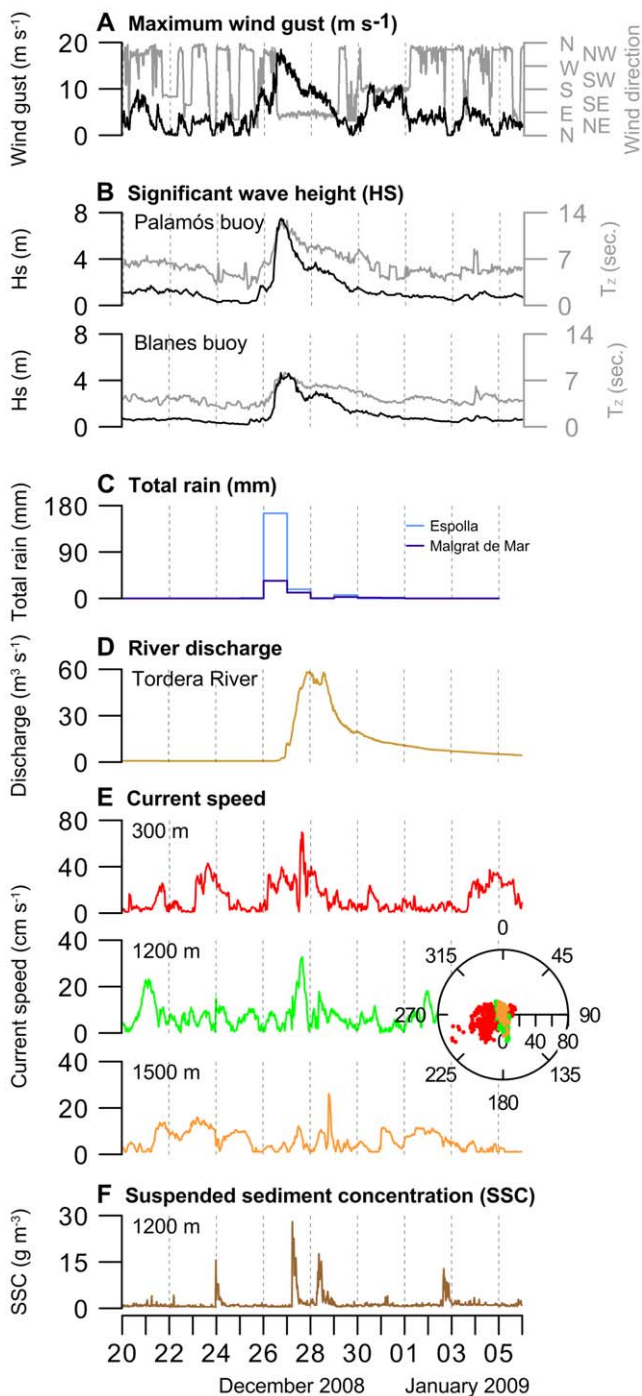 A Maximum wind gust (m s-1)
Wind gust (m s-1)
20
10
0
N
NW
W
SW
S
SE
E
NE
N
Wind direction
B Significant wave height (HS)
Palamós buoy
Hs (m)
8
4
0
14
7
0
Tz (sec.)
Blanes buoy
Hs (m)
8
4
0
14
7
0
Tz (sec.)
C Total rain (mm)
Total rain (mm)
180
90
0
Espolla
Malgrat de Mar
D River discharge
Tordera River
Discharge (m3 s-1)
60
30
0
E Current speed
300 m
80
40
0
Current speed (cm s-1)
1200 m
40
20
0
0
45
90
135
180
225
270
315
0 40 80
1500 m
40
20
0
F Suspended sediment concentration (SSC)
1200 m
SSC (g m-3)
30
15
0
20 22 24 26 28 30 01 03 05
December 2008 January 2009